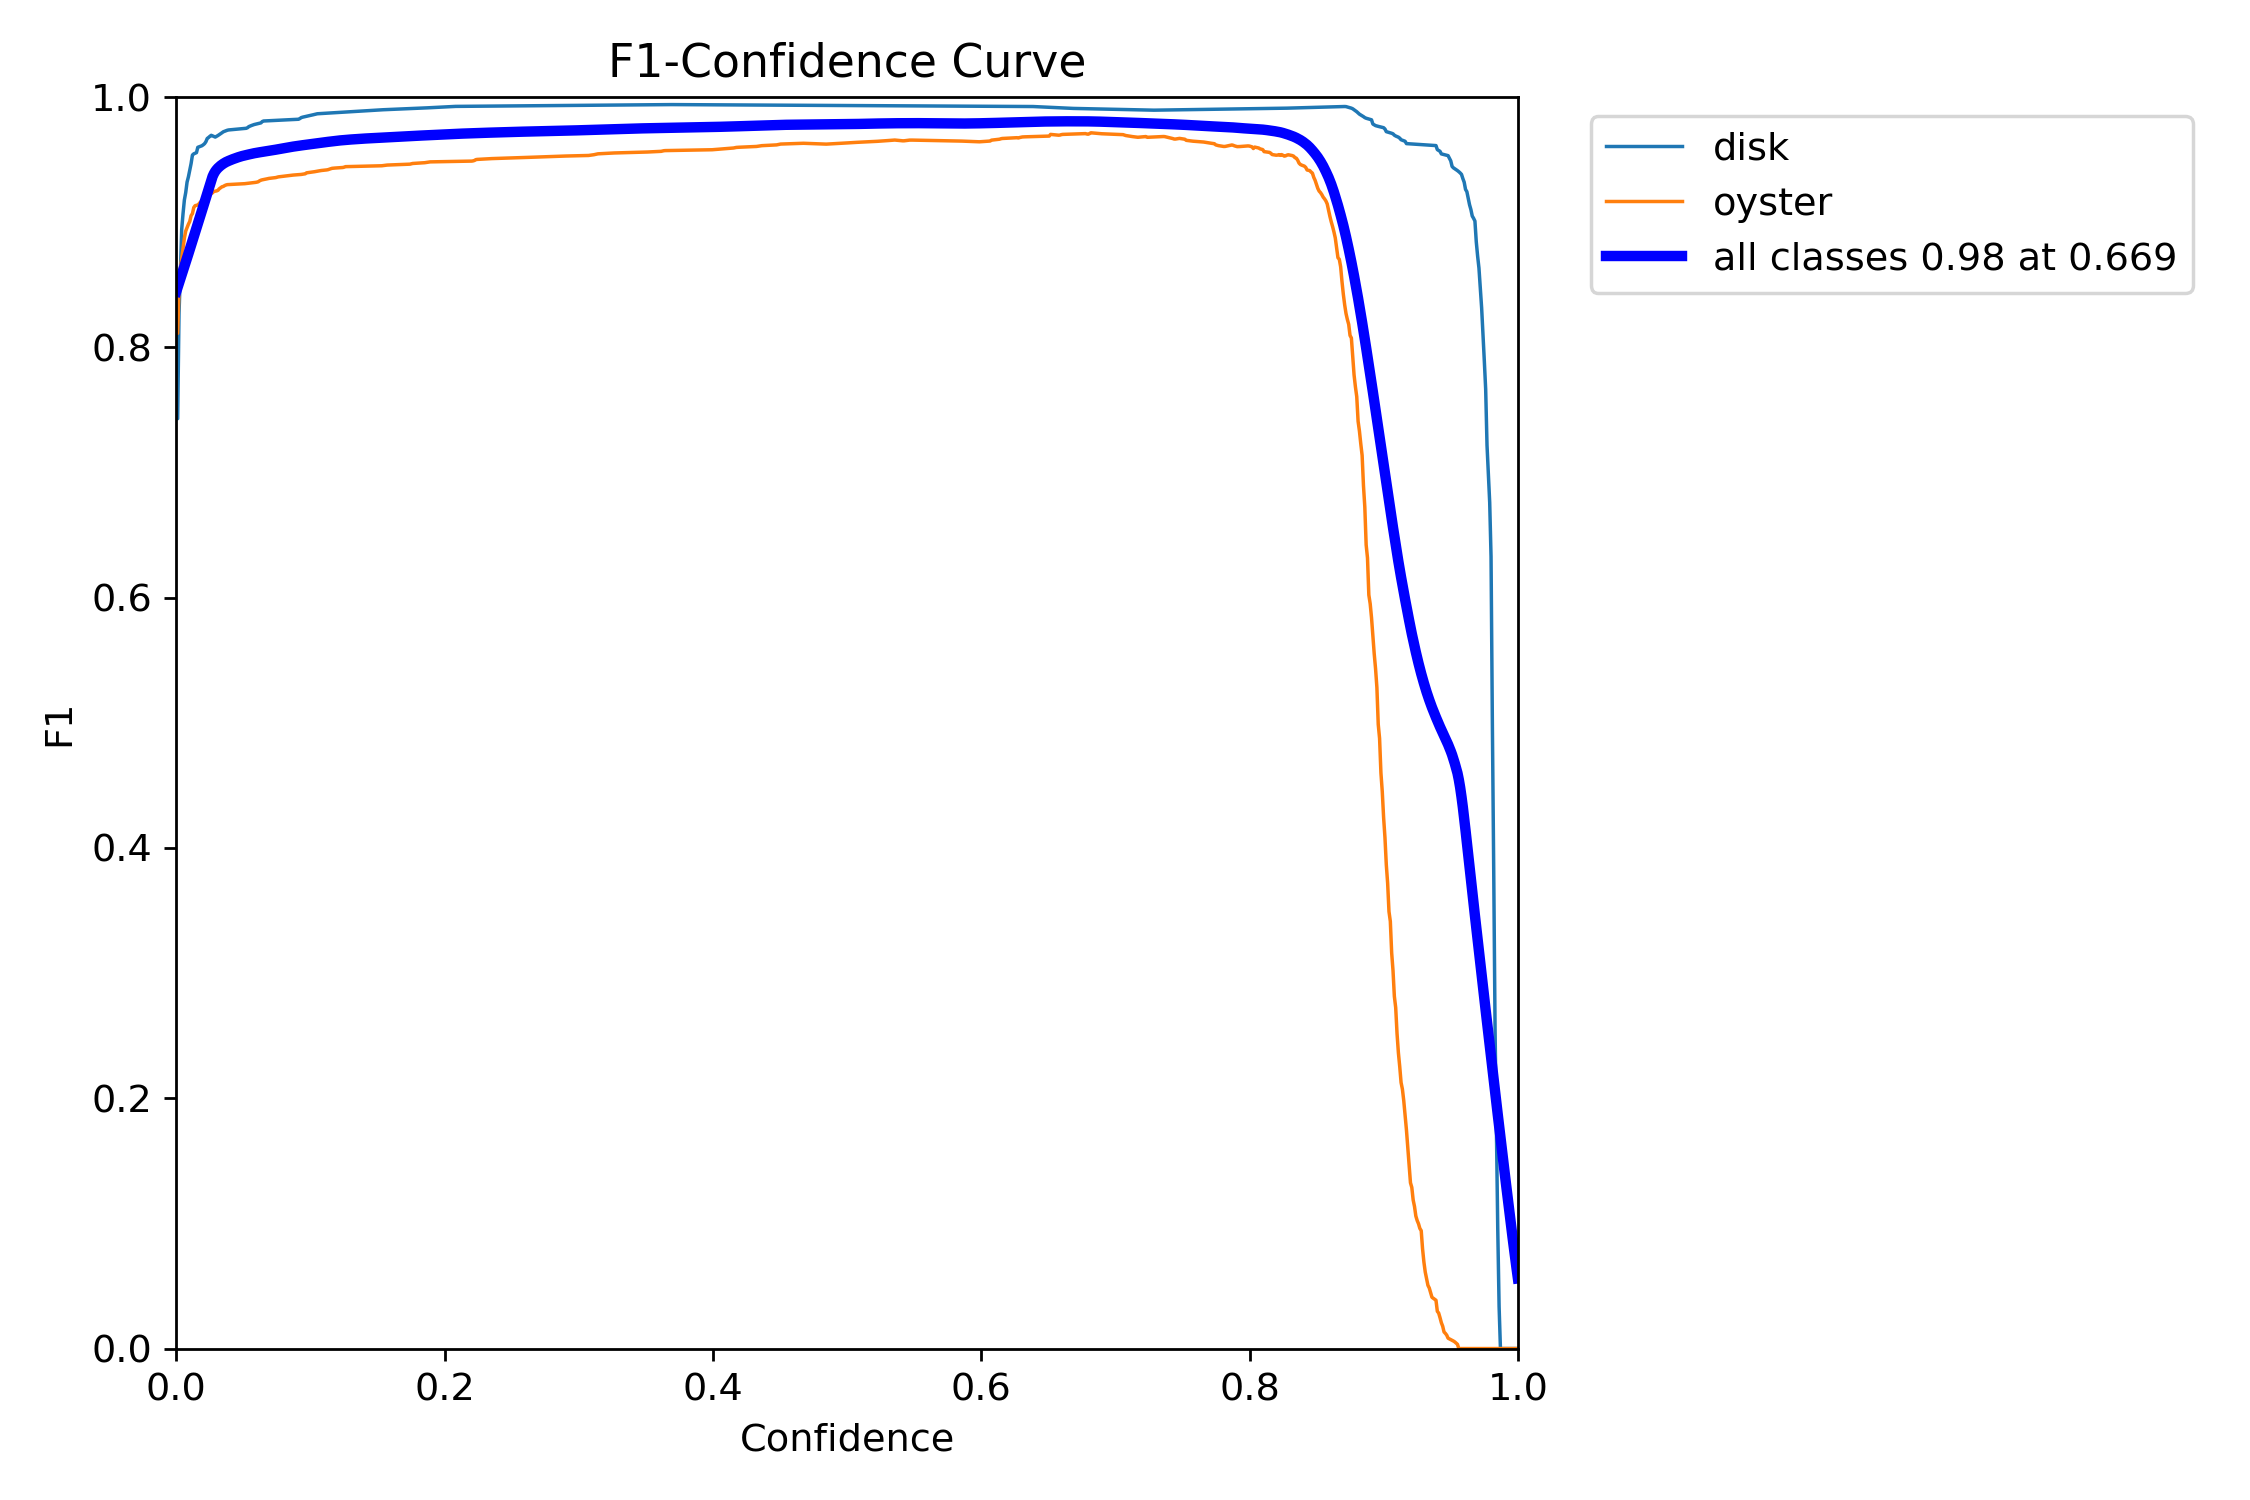 F1-Confidence Curve
1.0
0.8
0.6
0.4
0.2
0.0
F1
0.0 0.2 0.4 0.6 0.8 1.0
Confidence
disk
oyster
all classes 0.98 at 0.669